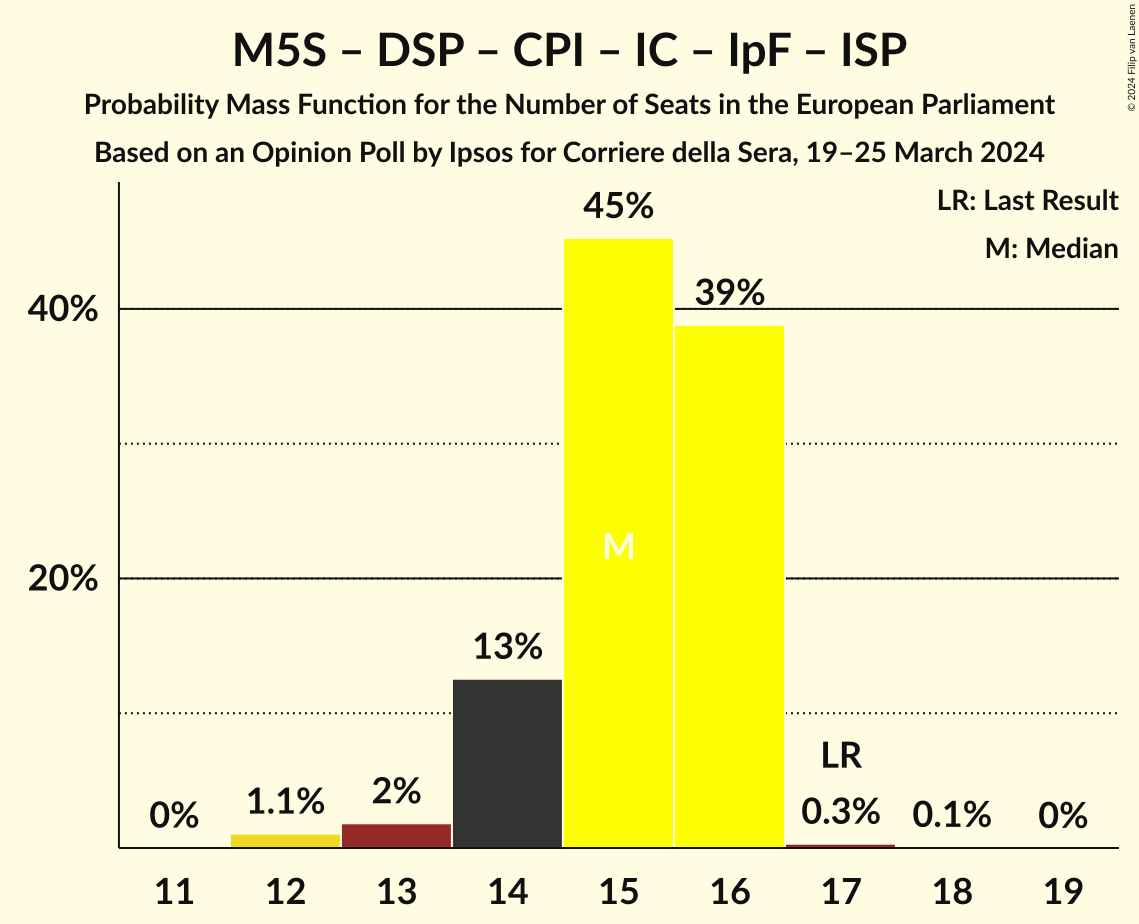 M5S – DSP – CPI – IC – IpF – ISP
Probability Mass Function for the Number of Seats in the European Parliament
Based on an Opinion Poll by Ipsos for Corriere della Sera, 19–25 March 2024
© 2024 Filip van Laenen
LR: Last Result
M: Median
45%
39%
40%
M
20%
13%
LR
0%
1.1%
2%
0.3%
0.1%
0%
11
12
13
14
15
16
17
18
19